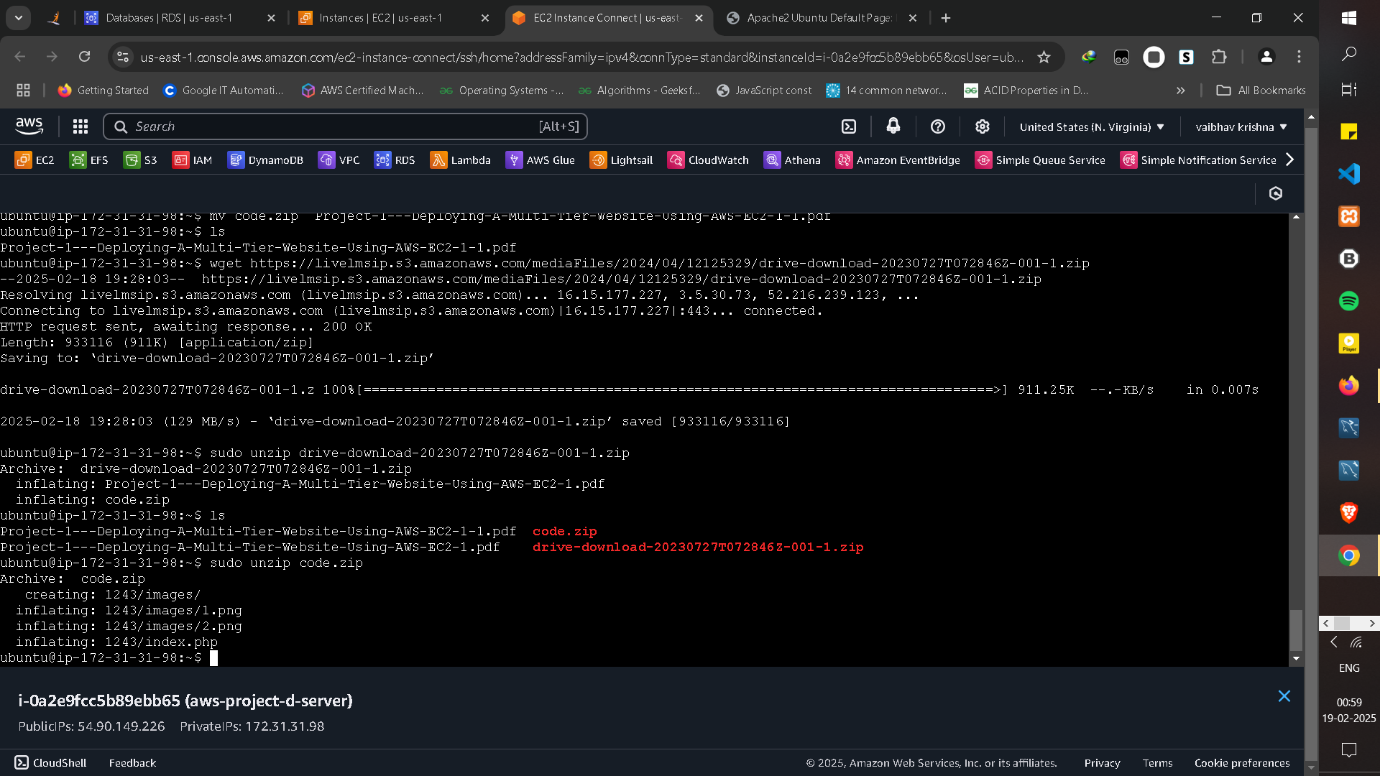 Databases | RDS | us-east-1
Instances | EC2 | us-east-1
EC2 Instance Connect | us-east-
Apache2 Ubuntu Default Page:
us-east-1.console.aws.amazon.com/ec2-instance-connect/ssh/home?addressFamily=ipv4&connType=standard&instanceId=i-0a2e9fcc5b89ebb65&osUser=ub...
Getting Started
Google IT Automati...
AWS Certified Mach...
Operating Systems -...
Algorithms - Geeksf...
JavaScript const
14 common networ...
ACID Properties in D...
All Bookmarks
aws
Search
[Alt+S]
United States (N. Virginia)
vaibhav krishna
EC2
EFS
S3
IAM
DynamoDB
VPC
RDS
Lambda
AWS Glue
Lightsail
CloudWatch
Athena
Amazon EventBridge
Simple Queue Service
Simple Notification Service
ubuntu@ip-172-31-31-98:~$ mv code.zip  Project-1---Deploying-A-Multi-Tier-Website-Using-AWS-EC2-1-1.pdf
ubuntu@ip-172-31-31-98:~$ ls
Project-1---Deploying-A-Multi-Tier-Website-Using-AWS-EC2-1-1.pdf
ubuntu@ip-172-31-31-98:~$ wget https://livelmsip.s3.amazonaws.com/mediaFiles/2024/04/12125329/drive-download-20230727T072846Z-001-1.zip
--2025-02-18 19:28:03--  https://livelmsip.s3.amazonaws.com/mediaFiles/2024/04/12125329/drive-download-20230727T072846Z-001-1.zip
Resolving livelmsip.s3.amazonaws.com (livelmsip.s3.amazonaws.com)... 16.15.177.227, 3.5.30.73, 52.216.239.123, ...
Connecting to livelmsip.s3.amazonaws.com (livelmsip.s3.amazonaws.com)|16.15.177.227|:443... connected.
HTTP request sent, awaiting response... 200 OK
Length: 933116 (911K) [application/zip]
Saving to: ‘drive-download-20230727T072846Z-001-1.zip’
drive-download-20230727T072846Z-001-1.z 100%[================================================================================>] 911.25K  --.-KB/s    in 0.007s
2025-02-18 19:28:03 (129 MB/s) - ‘drive-download-20230727T072846Z-001-1.zip’ saved [933116/933116]
ubuntu@ip-172-31-31-98:~$ sudo unzip drive-download-20230727T072846Z-001-1.zip
Archive:  drive-download-20230727T072846Z-001-1.zip
  inflating: Project-1---Deploying-A-Multi-Tier-Website-Using-AWS-EC2-1.pdf
  inflating: code.zip
ubuntu@ip-172-31-31-98:~$ ls
Project-1---Deploying-A-Multi-Tier-Website-Using-AWS-EC2-1-1.pdf  code.zip
Project-1---Deploying-A-Multi-Tier-Website-Using-AWS-EC2-1.pdf    drive-download-20230727T072846Z-001-1.zip
ubuntu@ip-172-31-31-98:~$ sudo unzip code.zip
Archive:  code.zip
   creating: 1243/images/
  inflating: 1243/images/1.png
  inflating: 1243/images/2.png
  inflating: 1243/index.php
ubuntu@ip-172-31-31-98:~$
i-0a2e9fcc5b89ebb65 (aws-project-d-server)
PublicIPs: 54.90.149.226    PrivateIPs: 172.31.31.98
CloudShell
Feedback
© 2025, Amazon Web Services, Inc. or its affiliates.
Privacy
Terms
Cookie preferences
ENG
00:59
19-02-2025